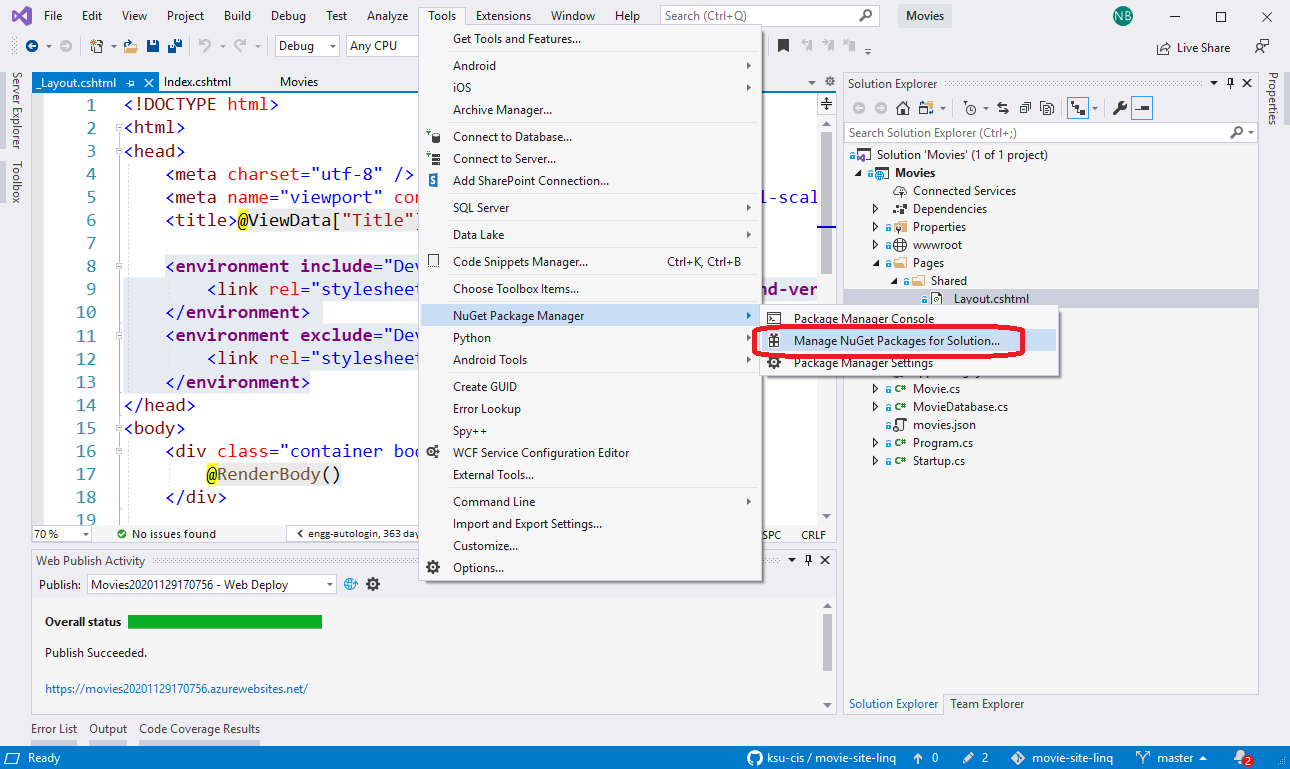 File Edit View Project Build Debug Test Analyze Tools Extensions Window Help Search (Ctrl+Q) Movies NB
Debug Any CPU Live Share
Server Explorer
Toolbox
_Layout.cshtml Index.cshtml Movies
1 <!DOCTYPE html>
2 <html>
3 <head>
4 <meta charset="utf-8" />
5 <meta name="viewport" con l-scal
6 <title>@ViewData["Title"]
7
8 <environment include="Dev
9 <link rel="stylesheet nd-ver
10 </environment>
11 <environment exclude="Dev
12 <link rel="stylesheet
13 </environment>
14 </head>
15 <body>
16 <div class="container bod
17 @RenderBody()
18 </div>
19
70 % No issues found engg-autologin, 363 day SPC CRLF
Get Tools and Features...
Android
iOS
Archive Manager...
Connect to Database...
Connect to Server...
Add SharePoint Connection...
SQL Server
Data Lake
Code Snippets Manager... Ctrl+K, Ctrl+B
Choose Toolbox Items...
NuGet Package Manager
Python
Android Tools
Create GUID
Error Lookup
Spy++
WCF Service Configuration Editor
External Tools...
Command Line
Import and Export Settings...
Customize...
Options...
Package Manager Console
Manage NuGet Packages for Solution...
Package Manager Settings
Solution Explorer
Search Solution Explorer (Ctrl+;)
Solution 'Movies' (1 of 1 project)
Movies
Connected Services
Dependencies
Properties
wwwroot
Pages
Shared
_Layout.cshtml
C# Movie.cs
C# MovieDatabase.cs
movies.json
C# Program.cs
C# Startup.cs
Solution Explorer Team Explorer
Properties
Web Publish Activity
Publish: Movies20201129170756 - Web Deploy
Overall status
Publish Succeeded.
https://movies20201129170756.azurewebsites.net/
Error List Output Code Coverage Results
Ready ksu-cis / movie-site-linq 0 2 movie-site-linq master 2